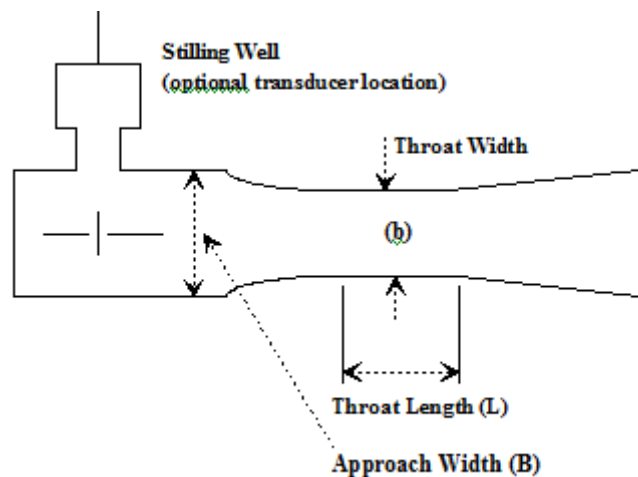 Stilling Well
(optional transducer location)
Throat Width
(b)
Throat Length (L)
Approach Width (B)